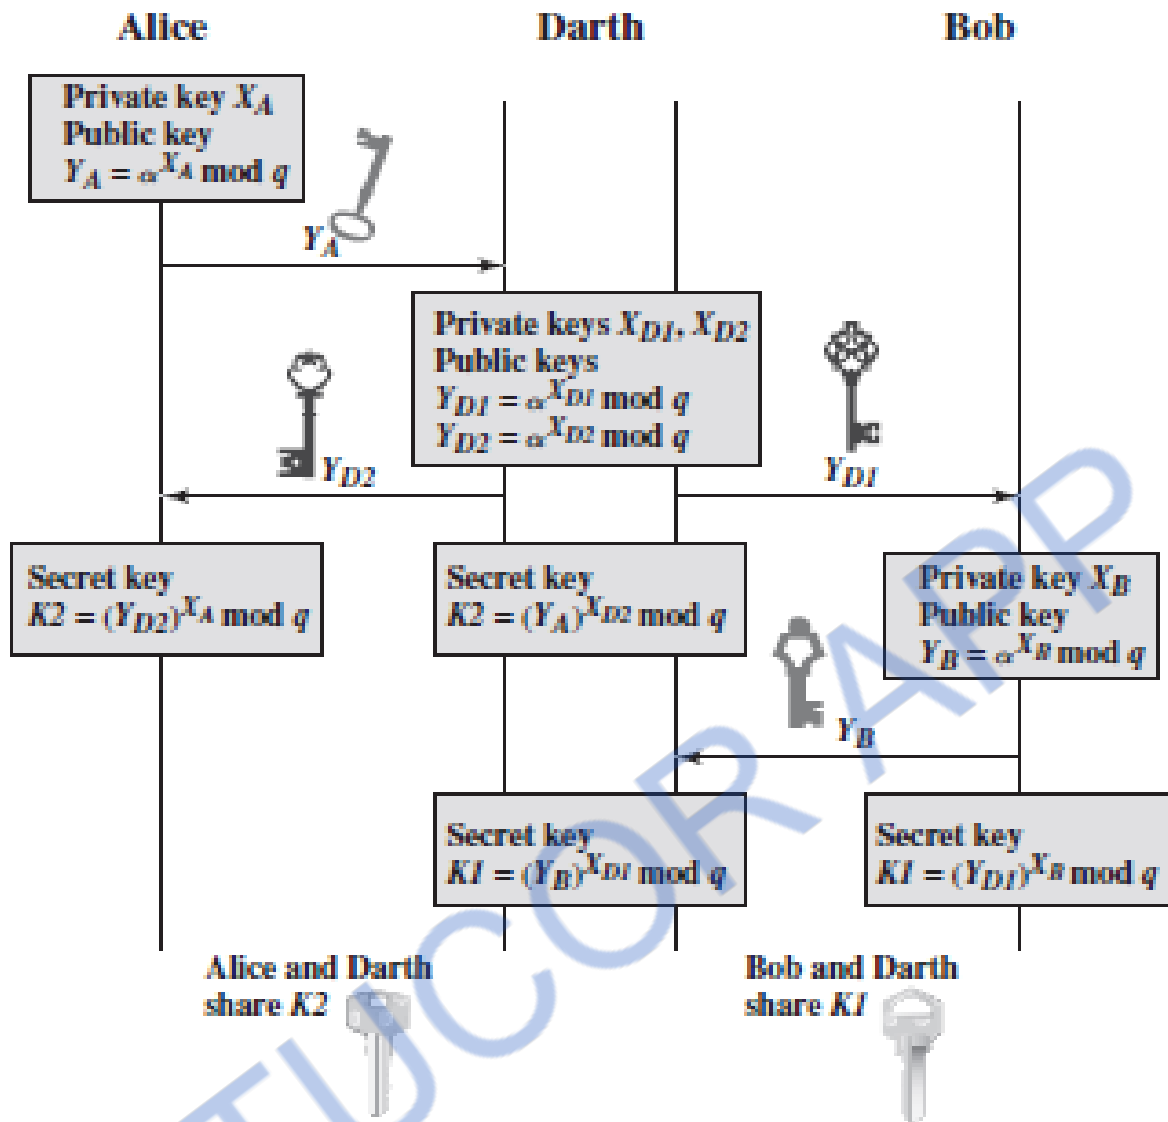 Alice Darth Bob
Private key X_A
Public key
Y_A = α^X_A mod q
Y_A
Private keys X_D1, X_D2
Public keys
Y_D1 = α^X_D1 mod q
Y_D2 = α^X_D2 mod q
Y_D2
Y_D1
Secret key
K2 = (Y_D2)^X_A mod q
Secret key
K2 = (Y_A)^X_D2 mod q
Private key X_B
Public key
Y_B = α^X_B mod q
Y_B
Secret key
K1 = (Y_B)^X_D1 mod q
Secret key
K1 = (Y_D1)^X_B mod q
Alice and Darth
share K2
Bob and Darth
share K1
TUCOR APP